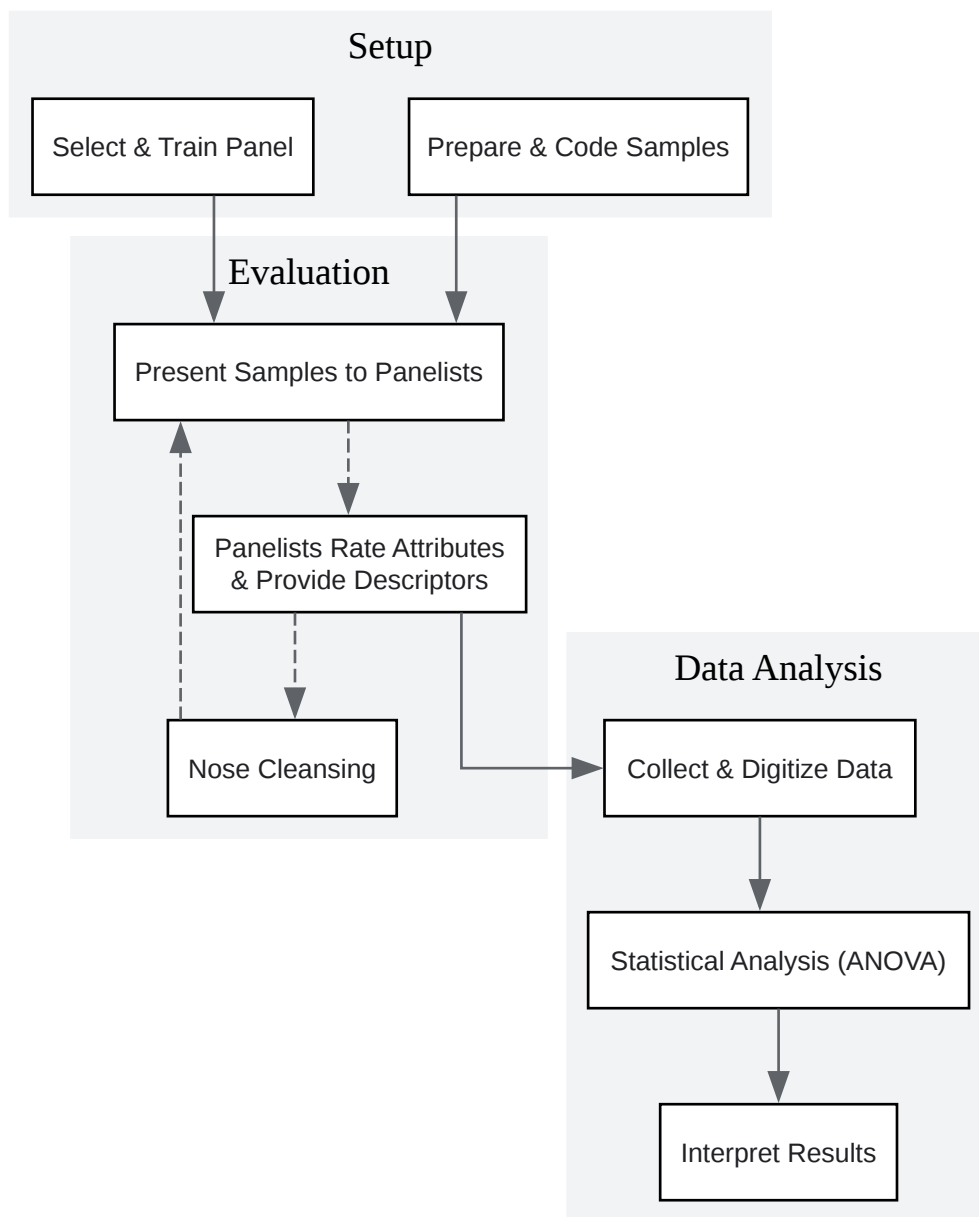 Setup
Select & Train Panel
Prepare & Code Samples
Evaluation
Present Samples to Panelists
Panelists Rate Attributes
& Provide Descriptors
Nose Cleansing
Data Analysis
Collect & Digitize Data
Statistical Analysis (ANOVA)
Interpret Results